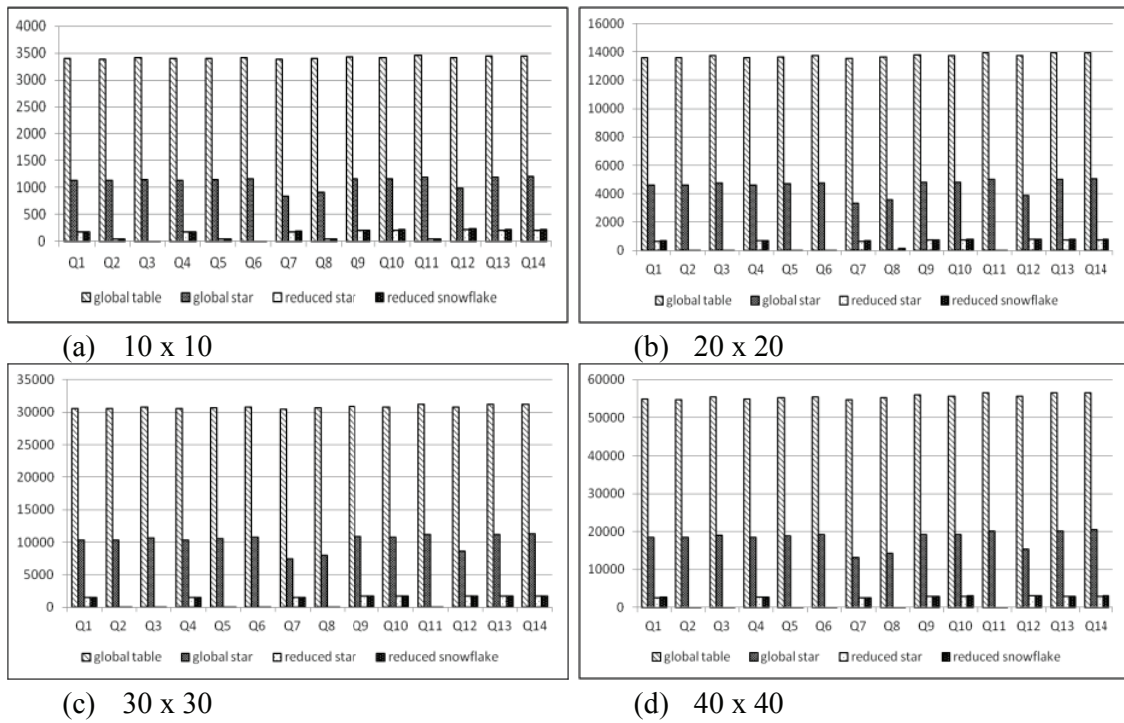 4000
3500
3000
2500
2000
1500
1000
500
0
Q1 Q2 Q3 Q4 Q5 Q6 Q7 Q8 Q9 Q10 Q11 Q12 Q13 Q14
global table global star reduced star reduced snowflake
(a) 10 x 10
16000
14000
12000
10000
8000
6000
4000
2000
0
Q1 Q2 Q3 Q4 Q5 Q6 Q7 Q8 Q9 Q10 Q11 Q12 Q13 Q14
global table global star reduced star reduced snowflake
(b) 20 x 20
35000
30000
25000
20000
15000
10000
5000
0
Q1 Q2 Q3 Q4 Q5 Q6 Q7 Q8 Q9 Q10 Q11 Q12 Q13 Q14
global table global star reduced star reduced snowflake
(c) 30 x 30
60000
50000
40000
30000
20000
10000
0
Q1 Q2 Q3 Q4 Q5 Q6 Q7 Q8 Q9 Q10 Q11 Q12 Q13 Q14
global table global star reduced star reduced snowflake
(d) 40 x 40